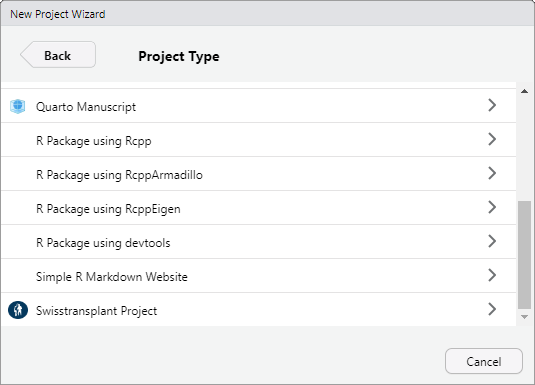 New Project Wizard
Back
Project Type
Quarto Manuscript
R Package using Rcpp
R Package using RcppArmadillo
R Package using RcppEigen
R Package using devtools
Simple R Markdown Website
Swisstransplant Project
Cancel